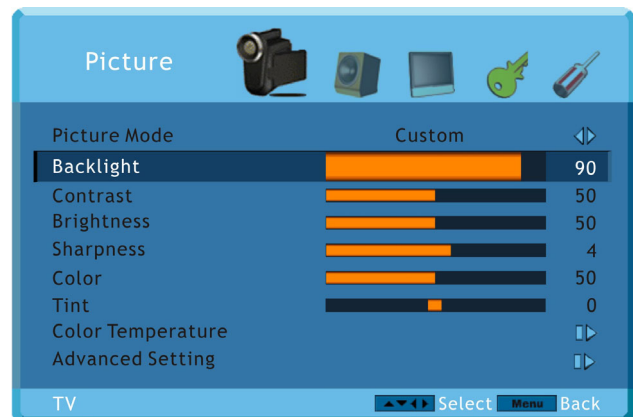 Picture
Picture Mode Custom
Backlight 90
Contrast 50
Brightness 50
Sharpness 4
Color 50
Tint 0
Color Temperature
Advanced Setting
TV Select Menu Back